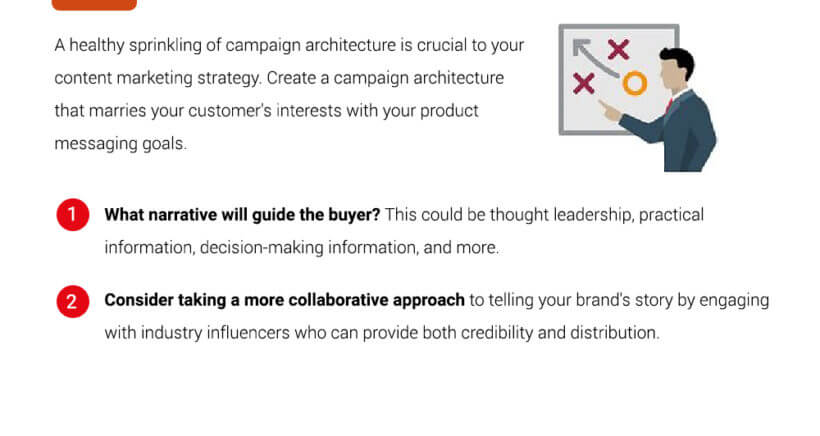 A healthy sprinkling of campaign architecture is crucial to your
content marketing strategy. Create a campaign architecture
that marries your customer's interests with your product
messaging goals.
1 What narrative will guide the buyer? This could be thought leadership, practical
information, decision-making information, and more.
2 Consider taking a more collaborative approach to telling your brand's story by engaging
with industry influencers who can provide both credibility and distribution.